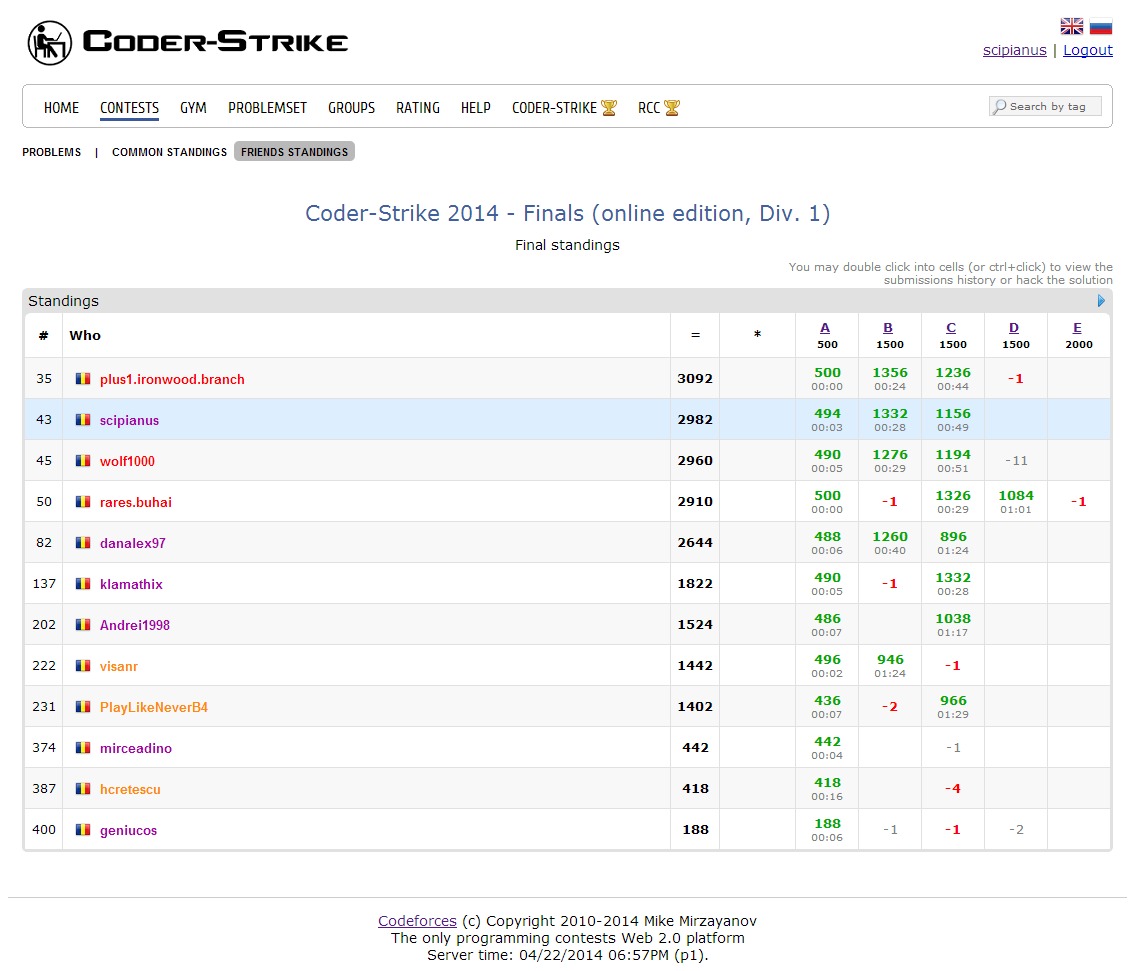 CODER-STRIKE
scipianus | Logout
HOME CONTESTS GYM PROBLEMSET GROUPS RATING HELP CODER-STRIKE RCC Search by tag
PROBLEMS | COMMON STANDINGS FRIENDS STANDINGS
Coder-Strike 2014 - Finals (online edition, Div. 1)
Final standings
You may double click into cells (or ctrl+click) to view the
submissions history or hack the solution
Standings
# Who = * A B C D E
500 1500 1500 1500 2000
35 plus1.ironwood.branch 3092 500 1356 1236 -1
00:00 00:24 00:44
43 scipianus 2982 494 1332 1156
00:03 00:28 00:49
45 wolf1000 2960 490 1276 1194 -11
00:05 00:29 00:51
50 rares.buhai 2910 500 -1 1326 1084 -1
00:00 00:29 01:01
82 danalex97 2644 488 1260 896
00:06 00:40 01:24
137 klamathix 1822 490 -1 1332
00:05 00:28
202 Andrei1998 1524 486 1038
00:07 01:17
222 visanr 1442 496 946 -1
00:02 01:24
231 PlayLikeNeverB4 1402 436 -2 966
00:07 01:29
374 mirceadino 442 442 -1
00:04
387 hcretescu 418 418 -4
00:16
400 geniucos 188 188 -1 -1 -2
00:06
Codeforces (c) Copyright 2010-2014 Mike Mirzayanov
The only programming contests Web 2.0 platform
Server time: 04/22/2014 06:57PM (p1).